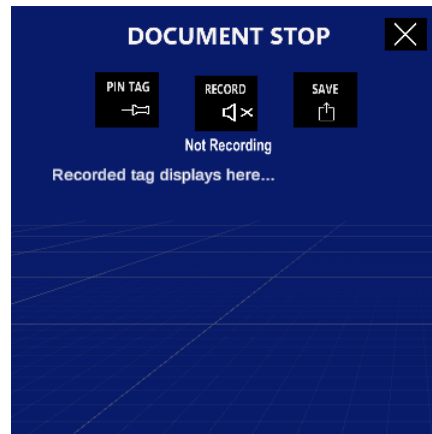 DOCUMENT STOP
PIN TAG
RECORD
SAVE
Not Recording
Recorded tag displays here...